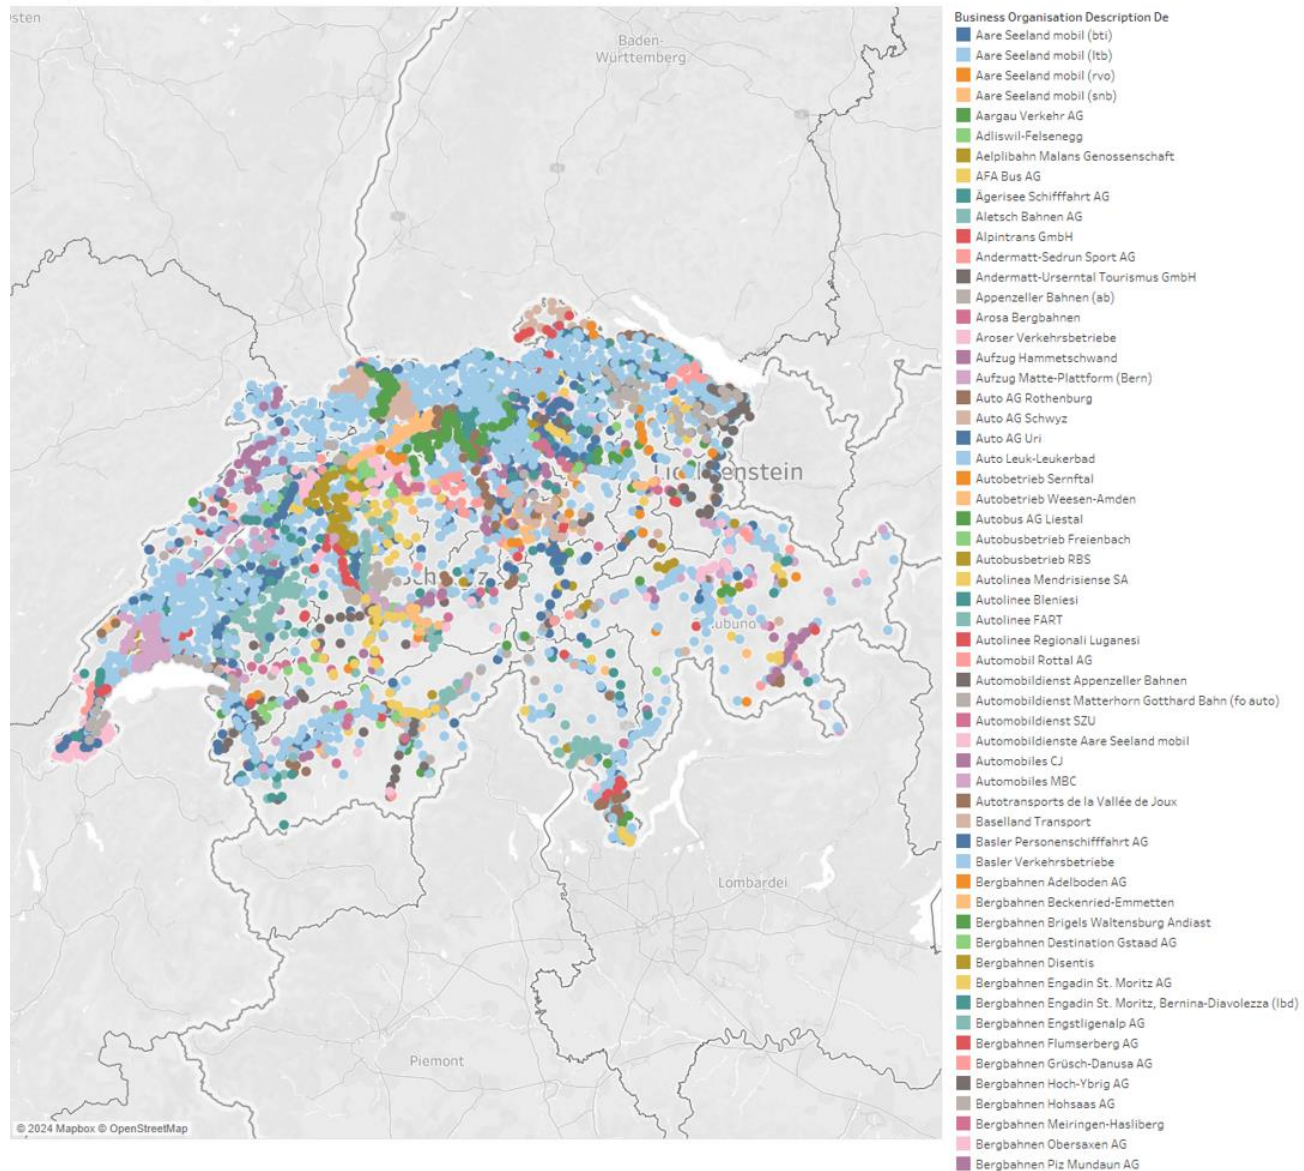 sten
Baden-
Württemberg
Lombardei
Piemont
© 2024 Mapbox © OpenStreetMap
Business Organisation Description De
Aare Seeland mobil (bti)
Aare Seeland mobil (ltb)
Aare Seeland mobil (rvo)
Aare Seeland mobil (snb)
Aargau Verkehr AG
Adliswil-Felsenegg
Aelplibahn Malans Genossenschaft
AFA Bus AG
Ägerisee Schifffahrt AG
Aletsch Bahnen AG
Alpintrans GmbH
Andermatt-Sedrun Sport AG
Andermatt-Urserntal Tourismus GmbH
Appenzeller Bahnen (ab)
Arosa Bergbahnen
Aroser Verkehrsbetriebe
Aufzug Hammetschwand
Aufzug Matte-Plattform (Bern)
Auto AG Rothenburg
Auto AG Schwyz
Auto AG Uri
Auto Leuk-Leukerbad
Autobetrieb Sernftal
Autobetrieb Weesen-Amden
Autobus AG Liestal
Autobusbetrieb Freienbach
Autobusbetrieb RBS
Autolinea Mendrisiense SA
Autolinee Bleniesi
Autolinee FART
Autolinee Regionali Luganesi
Automobil Rottal AG
Automobildienst Appenzeller Bahnen
Automobildienst Matterhorn Gotthard Bahn (fo auto)
Automobildienst SZU
Automobildienste Aare Seeland mobil
Automobiles CJ
Automobiles MBC
Autotransports de la Vallée de Joux
Baselland Transport
Basler Personenschifffahrt AG
Basler Verkehrsbetriebe
Bergbahnen Adelboden AG
Bergbahnen Beckenried-Emmetten
Bergbahnen Brigels Waltensburg Andiast
Bergbahnen Destination Gstaad AG
Bergbahnen Disentis
Bergbahnen Engadin St. Moritz AG
Bergbahnen Engadin St. Moritz, Bernina-Diavolezza (lbd)
Bergbahnen Engstligenalp AG
Bergbahnen Flumserberg AG
Bergbahnen Grüsch-Danusa AG
Bergbahnen Hoch-Ybrig AG
Bergbahnen Hohsaas AG
Bergbahnen Meiringen-Hasliberg
Bergbahnen Obersaxen AG
Bergbahnen Piz Mundaun AG